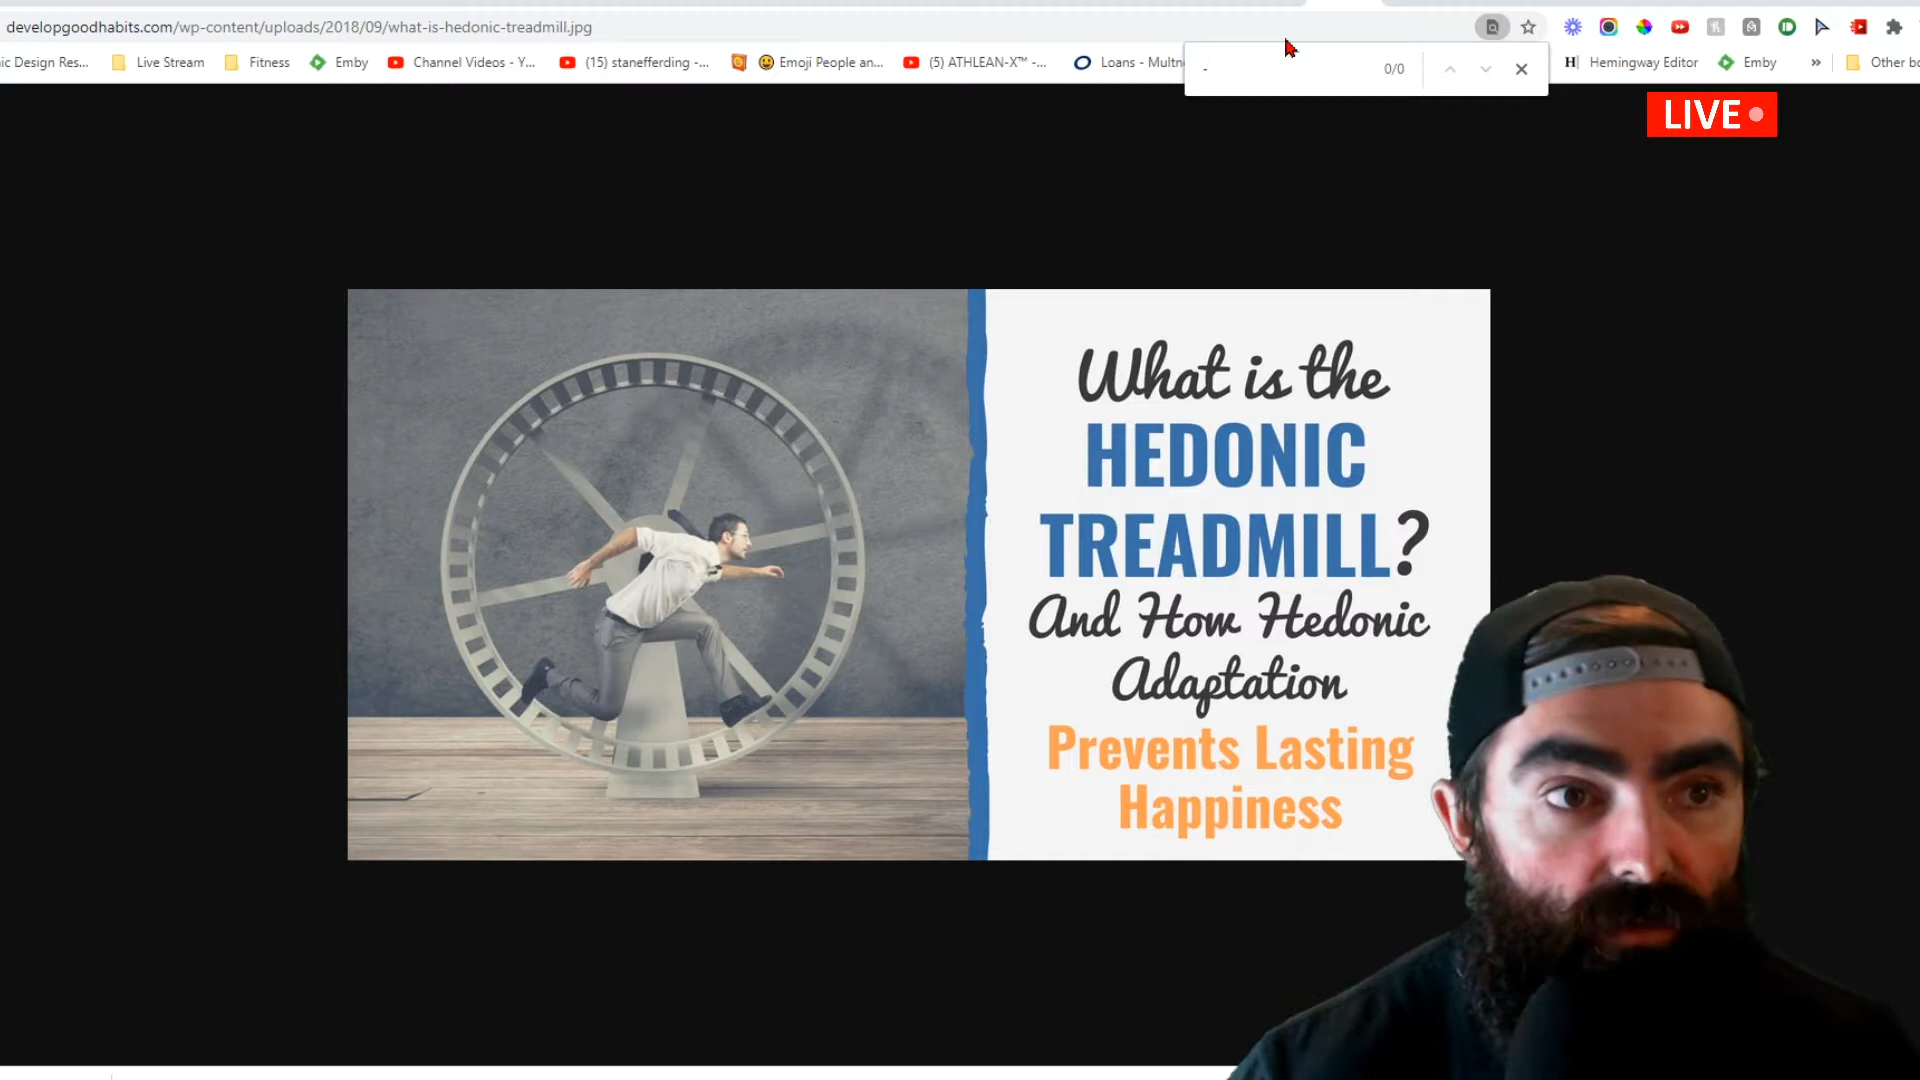 developgoodhabits.com/wp-content/uploads/2018/09/what-is-hedonic-treadmill.jpg
ic Design Res... Live Stream Fitness Emby Channel Videos - Y... (15) stanefferding -... Emoji People an... (5) ATHLEAN-X™ -... Loans - Multn
- 0/0
Hemingway Editor Emby » Other bo
LIVE
What is the
HEDONIC
TREADMILL?
And How Hedonic
Adaptation
Prevents Lasting
Happiness